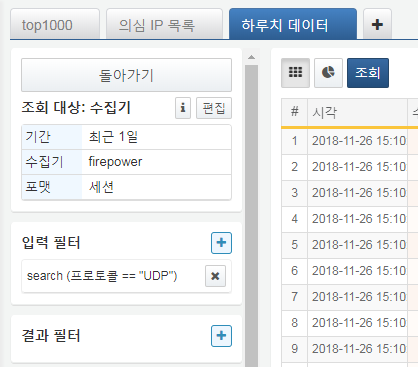 top1000 의심 IP 목록 하루치 데이터 +
돌아가기
조회 대상: 수집기 i 편집
기간 최근 1일
수집기 firepower
포맷 세션
입력 필터 +
search (프로토콜 == "UDP") ×
결과 필터 +
조회
# 시각
1 2018-11-26 15:10
2 2018-11-26 15:10
3 2018-11-26 15:10
4 2018-11-26 15:10
5 2018-11-26 15:10
6 2018-11-26 15:10
7 2018-11-26 15:10
8 2018-11-26 15:10
9 2018-11-26 15:10